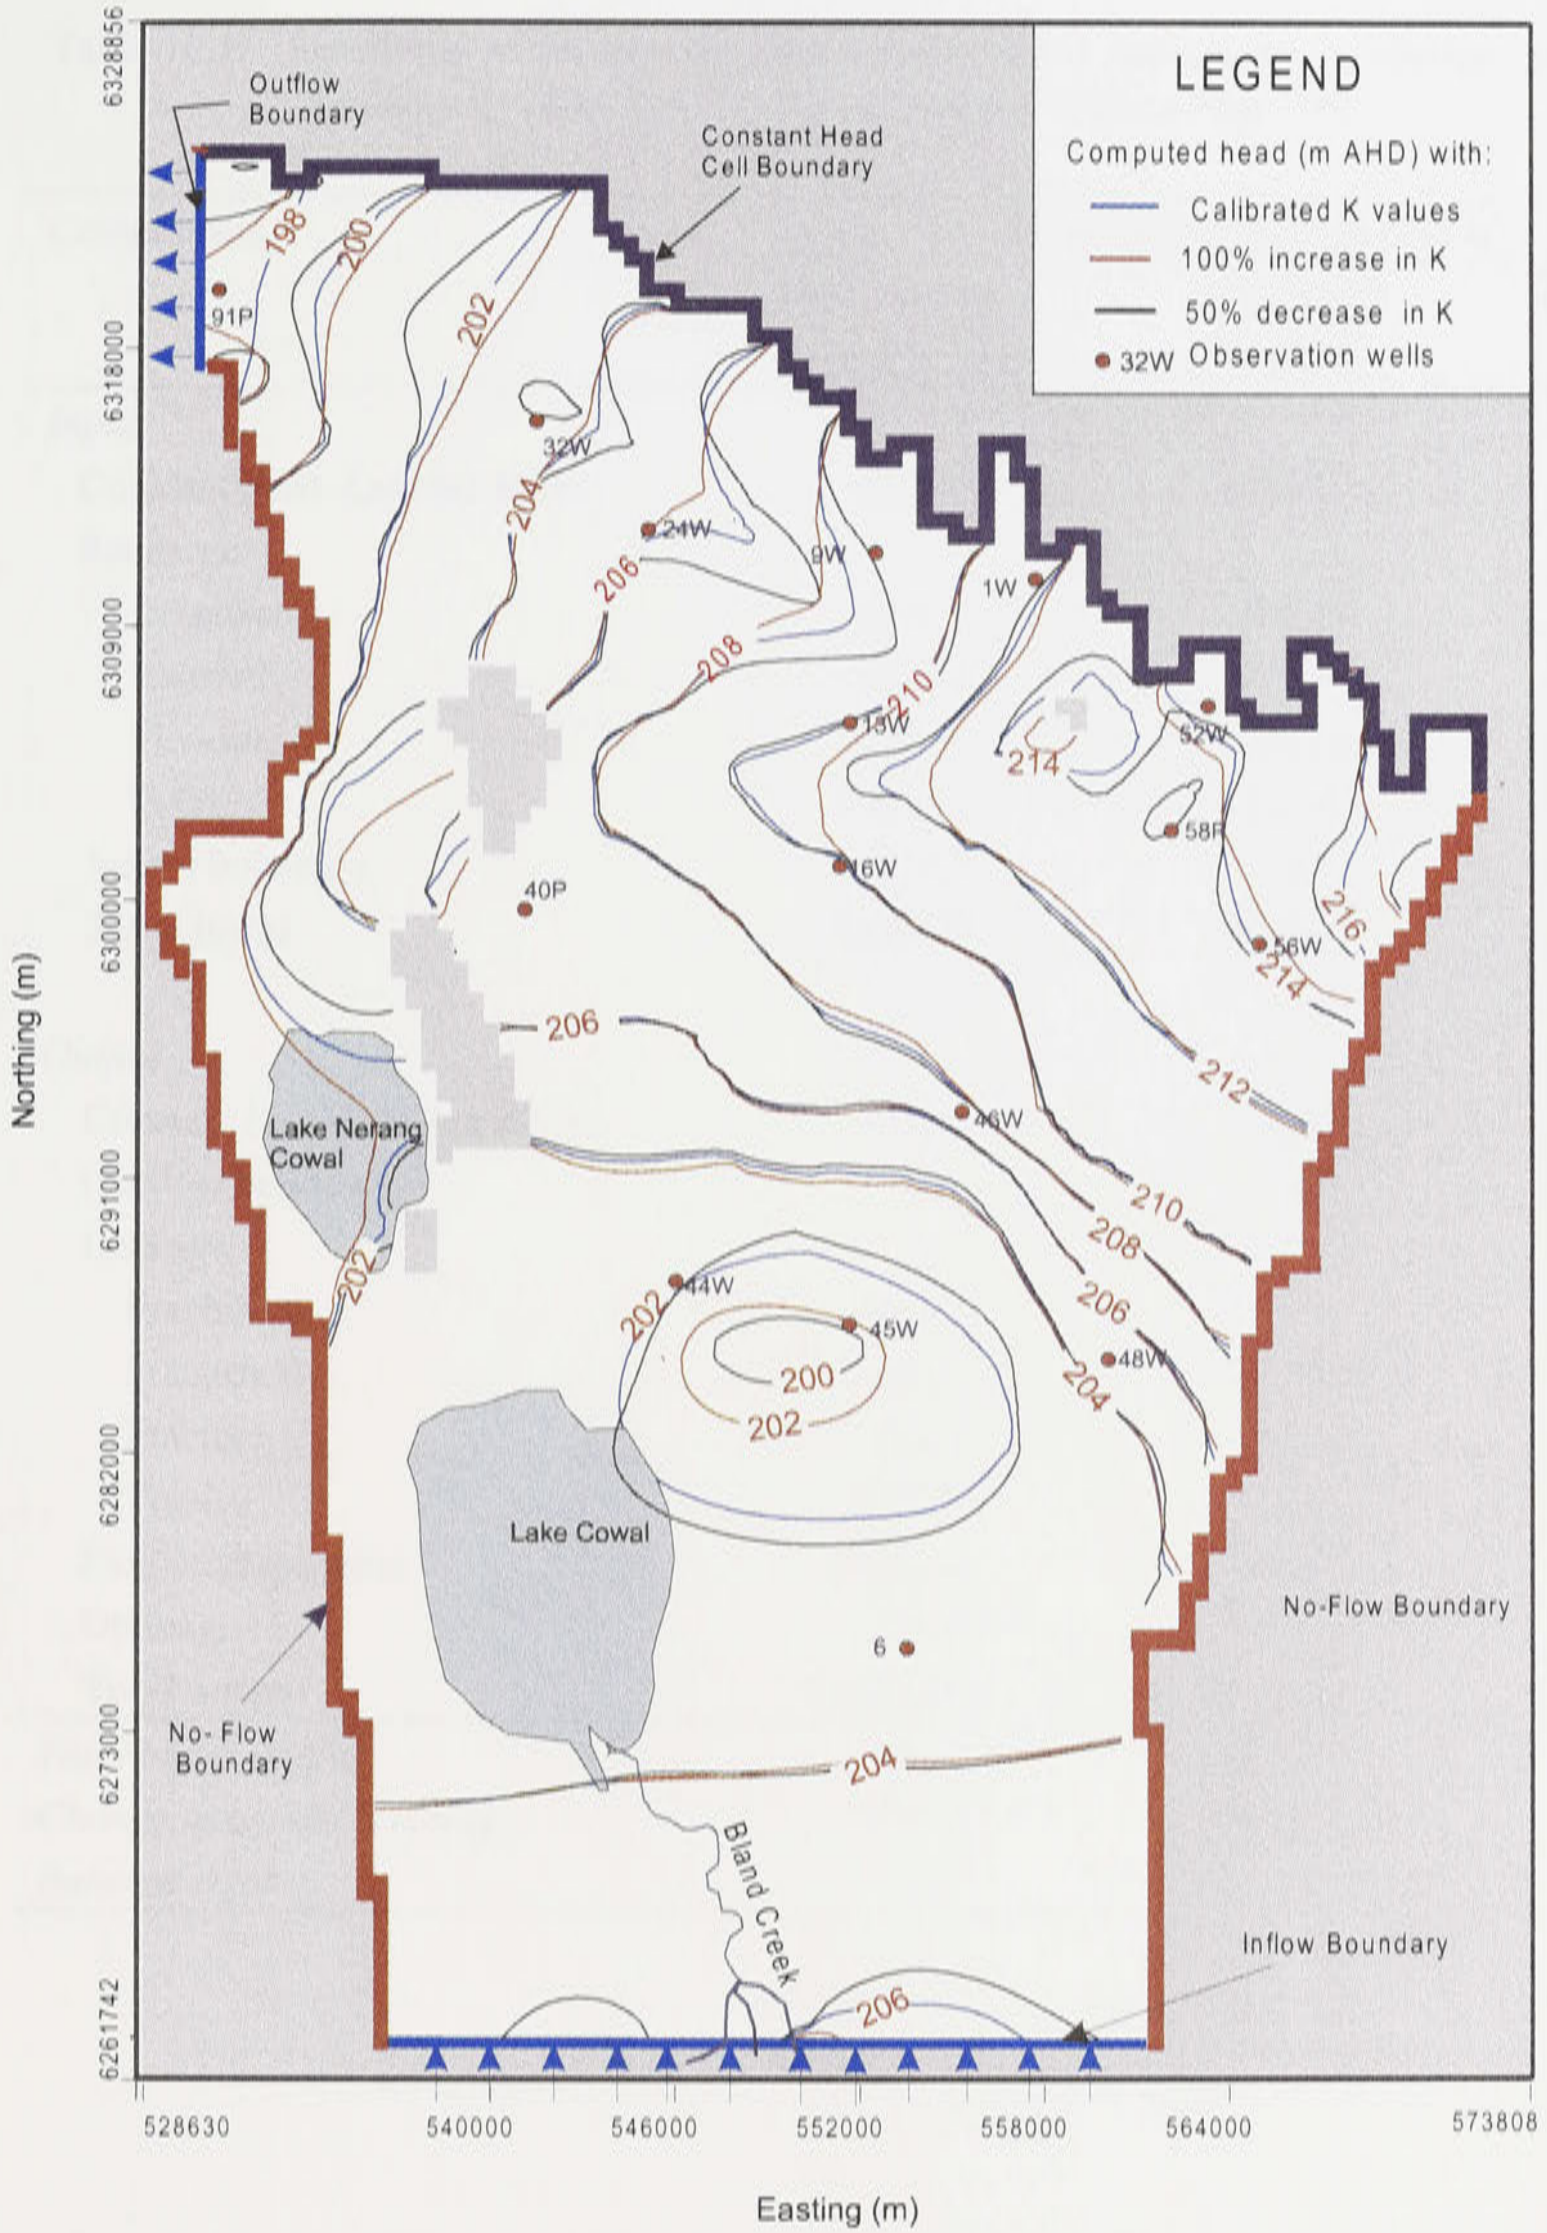 LEGEND
Computed head (m AHD) with:
Calibrated K values
100% increase in K
50% decrease in K
32W Observation wells
Outflow
Boundary
Constant Head
Cell Boundary
6328856
6318000
6309000
6300000
6291000
6282000
6273000
6261742
Northing (m)
198
200
202
91P
32W
204
24W
9W
1W
206
208
210
13W
52W
214
58P
16W
40P
216
56W
214
206
212
46W
Lake Nerang
Cowal
210
208
202
206
44W
202
45W
48W
200
204
202
Lake Cowal
No-Flow Boundary
6
No- Flow
Boundary
204
Bland Creek
Inflow Boundary
206
528630
540000
546000
552000
558000
564000
573808
Easting (m)